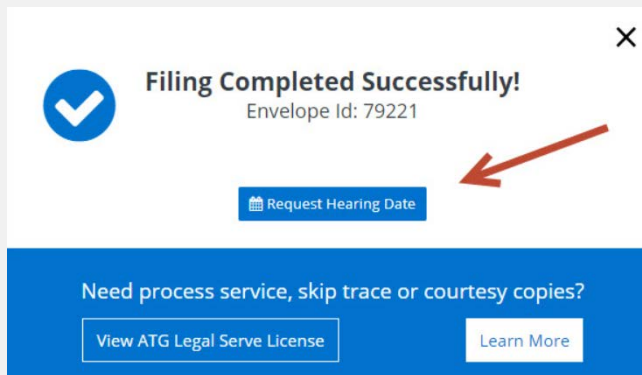 Filing Completed Successfully!
Envelope Id: 79221
Request Hearing Date
Need process service, skip trace or courtesy copies?
View ATG Legal Serve License
Learn More